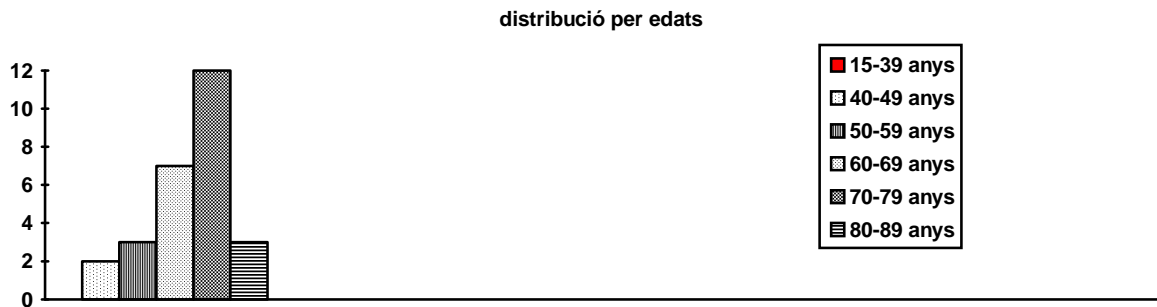 distribució per edats
12
10
8
6
4
2
0
15-39 anys
40-49 anys
50-59 anys
60-69 anys
70-79 anys
80-89 anys